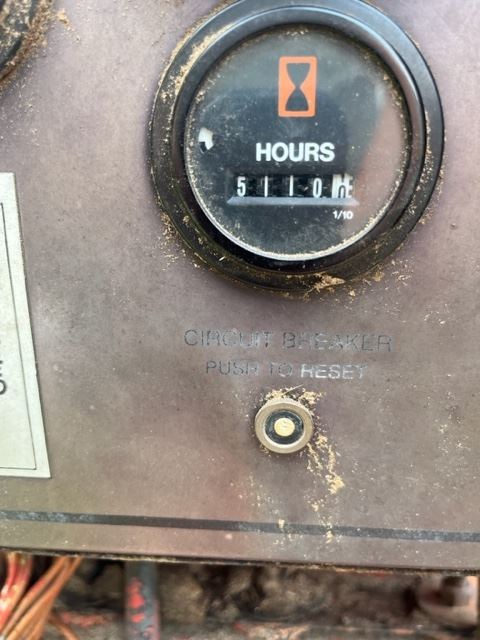 HOURS
5110
1/10
CIRCUIT BREAKER
PUSH TO RESET